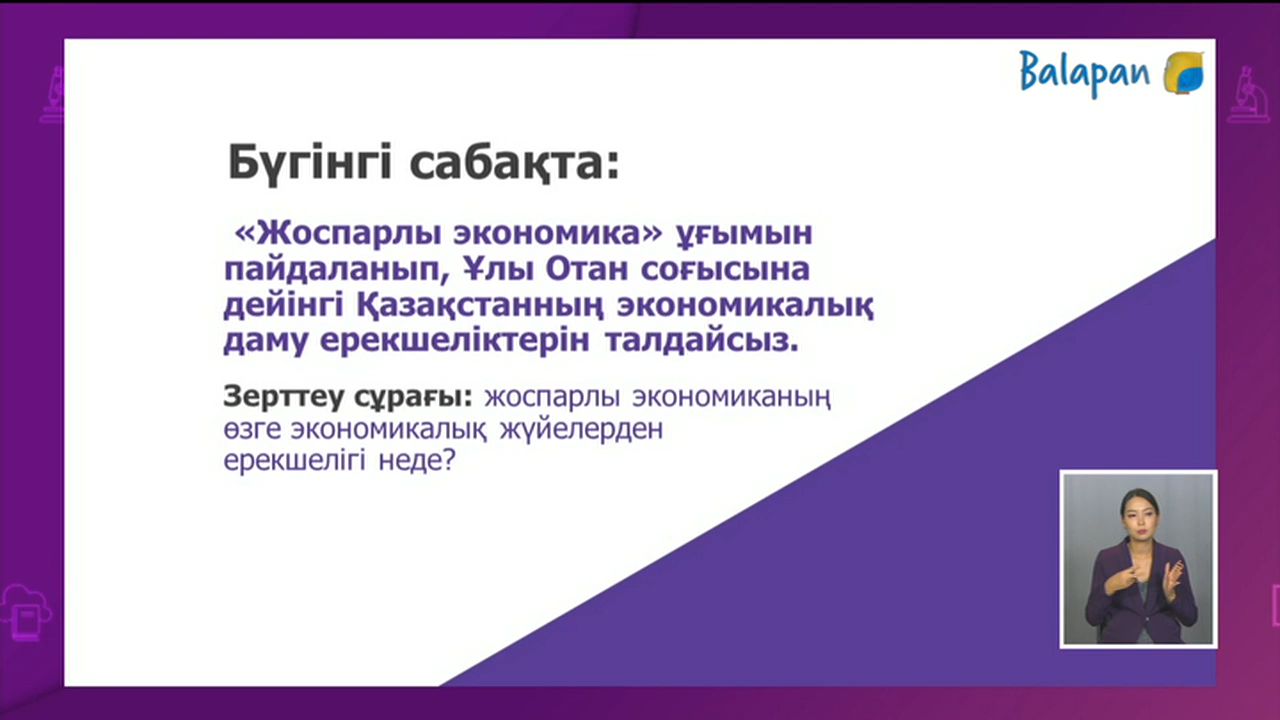 Balapan
Бүгінгі сабақта:
«Жоспарлы экономика» ұғымын
пайдаланып, Ұлы Отан соғысына
дейінгі Қазақстанның экономикалық
даму ерекшеліктерін талдайсыз.
Зерттеу сұрағы: жоспарлы экономиканың
өзге экономикалық жүйелерден
ерекшелігі неде?